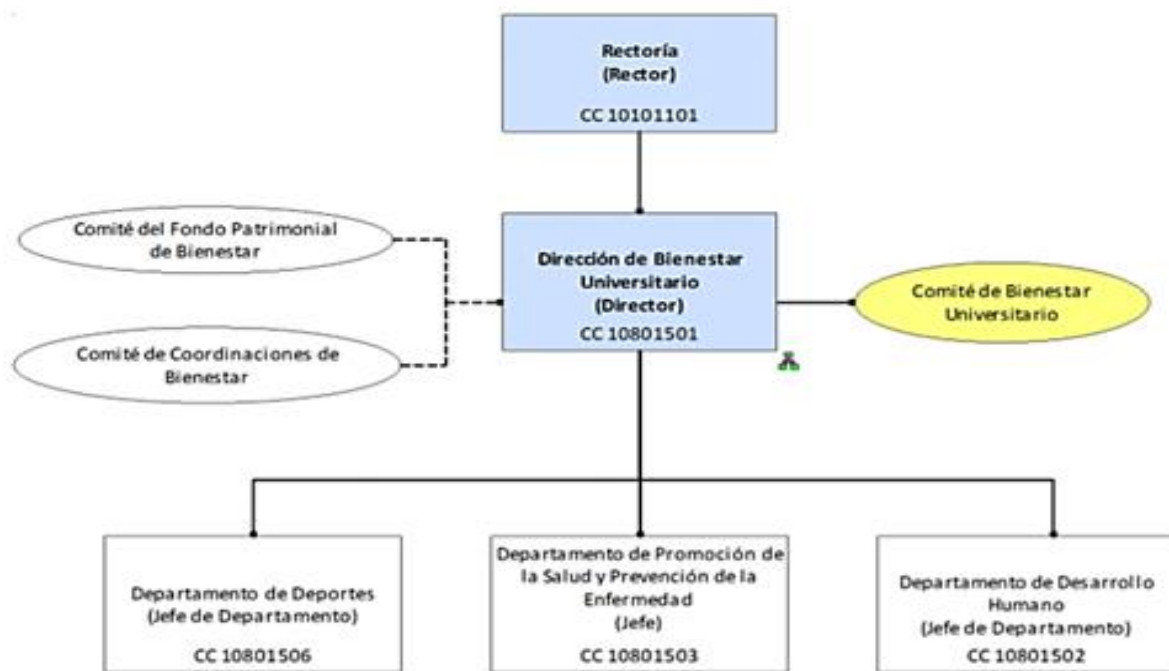 Rectoría
(Rector)
CC 10101101
Comité del Fondo Patrimonial
de Bienestar
Dirección de Bienestar
Universitario
(Director)
CC 10801501
Comité de Bienestar
Universitario
Comité de Coordinaciones de
Bienestar
Departamento de Deportes
(Jefe de Departamento)
CC 10801506
Departamento de Promoción de
la Salud y Prevención de la
Enfermedad
(Jefe)
CC 10801503
Departamento de Desarrollo
Humano
(Jefe de Departamento)
CC 10801502